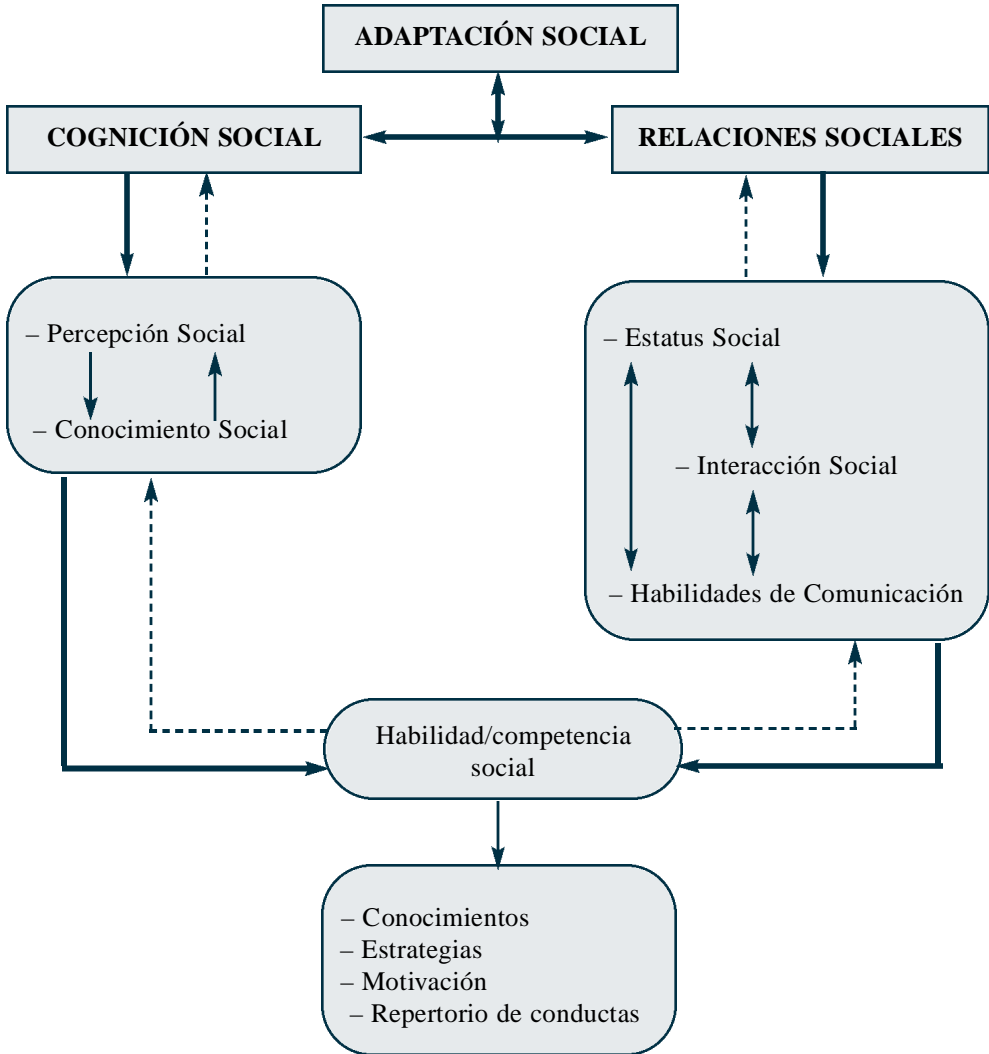 ADAPTACIÓN SOCIAL
COGNICIÓN SOCIAL
RELACIONES SOCIALES
– Percepción Social
– Conocimiento Social
– Estatus Social
– Interacción Social
– Habilidades de Comunicación
Habilidad/competencia
social
– Conocimientos
– Estrategias
– Motivación
– Repertorio de conductas